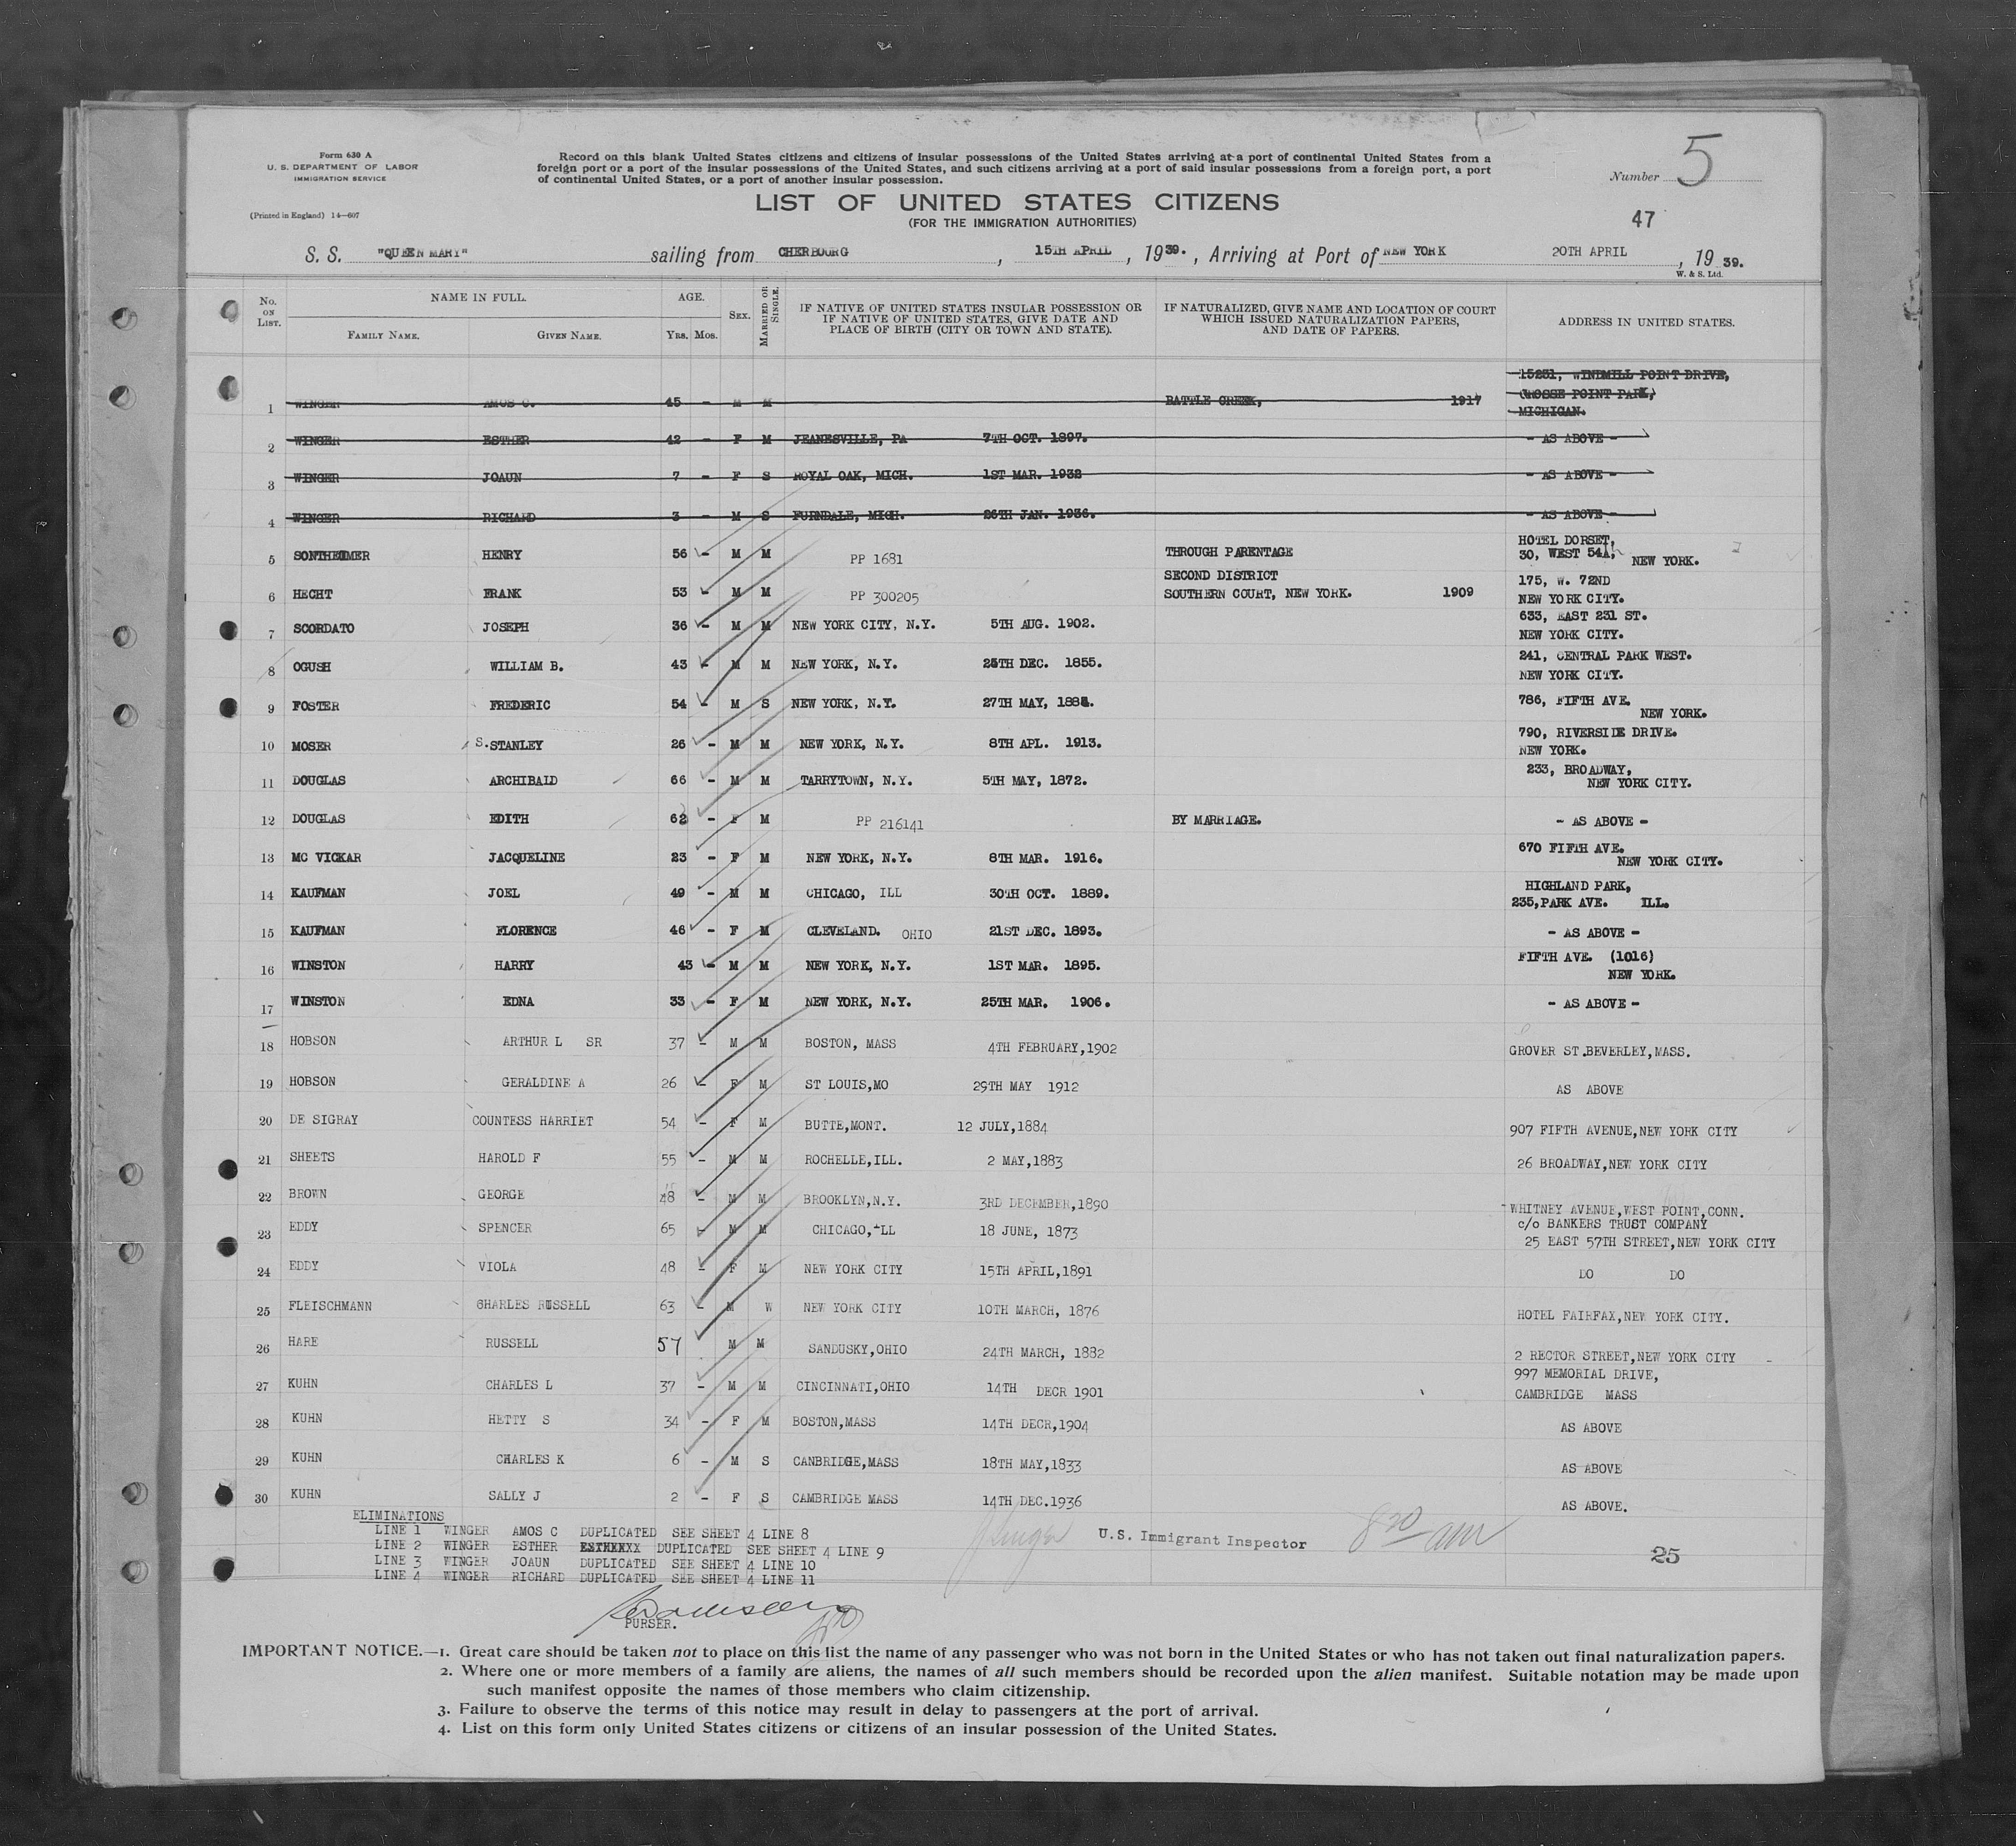 Form 630 A
U. S. DEPARTMENT OF LABOR
IMMIGRATION SERVICE
(Printed in England) 14—607
Record on this blank United States citizens and citizens of insular possessions of the United States arriving at a port of continental United States from a
foreign port or a port of the insular possessions of the United States, and such citizens arriving at a port of said insular possessions from a foreign port, a port
of continental United States, or a port of another insular possession.
Number 5
LIST OF UNITED STATES CITIZENS
(FOR THE IMMIGRATION AUTHORITIES)
47
S. S. "QUEEN MARY" sailing from CHERBOURG, 15TH APRIL, 1939., Arriving at Port of NEW YORK 20TH APRIL, 1939.
W. & S. Ltd.
No. ON LIST. NAME IN FULL. FAMILY NAME. GIVEN NAME. AGE. YRS. MOS. SEX. MARRIED OR SINGLE. IF NATIVE OF UNITED STATES INSULAR POSSESSION OR IF NATIVE OF UNITED STATES, GIVE DATE AND PLACE OF BIRTH (CITY OR TOWN AND STATE). IF NATURALIZED, GIVE NAME AND LOCATION OF COURT WHICH ISSUED NATURALIZATION PAPERS, AND DATE OF PAPERS. ADDRESS IN UNITED STATES.
1 WINGER AMOS C. 45 - M M BATTLE CREEK, 1917 15231, WINDMILL POINT DRIVE, GROSSE POINT PARK, MICHIGAN.
2 WINGER ESTHER 42 - F M JEANESVILLE, PA 7TH OCT. 1897. - AS ABOVE -
3 WINGER JOAUN 7 - F S ROYAL OAK, MICH. 1ST MAR. 1932 - AS ABOVE -
4 WINGER RICHARD 3 - M S FURNDALE, MICH. 26TH JAN. 1936. - AS ABOVE -
5 SONTHEIMER HENRY 56 - M M PP 1681 THROUGH PARENTAGE HOTEL DORSET, 30, WEST 54th, NEW YORK.
6 HECHT FRANK 53 - M M PP 300205 SECOND DISTRICT SOUTHERN COURT, NEW YORK. 1909 175, W. 72ND NEW YORK CITY.
7 SCORDATO JOSEPH 36 - M M NEW YORK CITY, N.Y. 5TH AUG. 1902. 633, EAST 231 ST. NEW YORK CITY.
8 OGUSH WILLIAM B. 43 - M M NEW YORK, N.Y. 25TH DEC. 1855. 241, CENTRAL PARK WEST. NEW YORK CITY.
9 FOSTER FREDERIC 54 - M S NEW YORK, N.Y. 27TH MAY, 1884. 786, FIFTH AVE. NEW YORK.
10 MOSER S. STANLEY 26 - M M NEW YORK, N.Y. 8TH APL. 1913. 790, RIVERSIDE DRIVE. NEW YORK.
11 DOUGLAS ARCHIBALD 66 - M M TARRYTOWN, N.Y. 5TH MAY, 1872. 233, BROADWAY, NEW YORK CITY.
12 DOUGLAS EDITH 62 - F M PP 216141 BY MARRIAGE. - AS ABOVE -
13 MC VICKAR JACQUELINE 23 - F M NEW YORK, N.Y. 8TH MAR. 1916. 670 FIFTH AVE. NEW YORK CITY.
14 KAUFMAN JOEL 49 - M M CHICAGO, ILL 30TH OCT. 1889. HIGHLAND PARK, 235, PARK AVE. ILL.
15 KAUFMAN FLORENCE 46 - F M CLEVELAND. OHIO 21ST DEC. 1893. - AS ABOVE -
16 WINSTON HARRY 43 - M M NEW YORK, N.Y. 1ST MAR. 1895. FIFTH AVE. (1016) NEW YORK.
17 WINSTON EDNA 33 - F M NEW YORK, N.Y. 25TH MAR. 1906. - AS ABOVE -
18 HOBSON ARTHUR L SR 37 - M M BOSTON, MASS 4TH FEBRUARY,1902 GROVER ST.BEVERLEY,MASS.
19 HOBSON GERALDINE A 26 - F M ST LOUIS,MO 29TH MAY 1912 AS ABOVE
20 DE SIGRAY COUNTESS HARRIET 54 - F M BUTTE,MONT. 12 JULY,1884 907 FIFTH AVENUE,NEW YORK CITY
21 SHEETS HAROLD F 55 - M M ROCHELLE,ILL. 2 MAY,1883 26 BROADWAY,NEW YORK CITY
22 BROWN GEORGE 48 - M M BROOKLYN,N.Y. 3RD DECEMBER,1890 WHITNEY AVENUE,WEST POINT,CONN.
23 EDDY SPENCER 65 - M M CHICAGO,ILL 18 JUNE, 1873 c/o BANKERS TRUST COMPANY 25 EAST 57TH STREET,NEW YORK CITY
24 EDDY VIOLA 48 - F M NEW YORK CITY 15TH APRIL,1891 DO DO
25 FLEISCHMANN CHARLES RUSSELL 63 - M W NEW YORK CITY 10TH MARCH, 1876 HOTEL FAIRFAX,NEW YORK CITY.
26 HARE RUSSELL 57 M M SANDUSKY,OHIO 24TH MARCH, 1882 2 RECTOR STREET,NEW YORK CITY
27 KUHN CHARLES L 37 - M M CINCINNATI,OHIO 14TH DECR 1901 997 MEMORIAL DRIVE, CAMBRIDGE MASS
28 KUHN HETTY S 34 - F M BOSTON,MASS 14TH DECR,1904 AS ABOVE
29 KUHN CHARLES K 6 - M S CANBRIDGE,MASS 18TH MAY,1833 AS ABOVE
30 KUHN SALLY J 2 - F S CAMBRIDGE MASS 14TH DEC.1936 AS ABOVE.
ELIMINATIONS
LINE 1 WINGER AMOS C DUPLICATED SEE SHEET 4 LINE 8
LINE 2 WINGER ESTHER DUPLICATED SEE SHEET 4 LINE 9
LINE 3 WINGER JOAUN DUPLICATED SEE SHEET 4 LINE 10
LINE 4 WINGER RICHARD DUPLICATED SEE SHEET 4 LINE 11
U.S. Immigrant Inspector 8 30 am
25
PURSER.
IMPORTANT NOTICE.—1. Great care should be taken not to place on this list the name of any passenger who was not born in the United States or who has not taken out final naturalization papers.
2. Where one or more members of a family are aliens, the names of all such members should be recorded upon the alien manifest. Suitable notation may be made upon
such manifest opposite the names of those members who claim citizenship.
3. Failure to observe the terms of this notice may result in delay to passengers at the port of arrival.
4. List on this form only United States citizens or citizens of an insular possession of the United States.